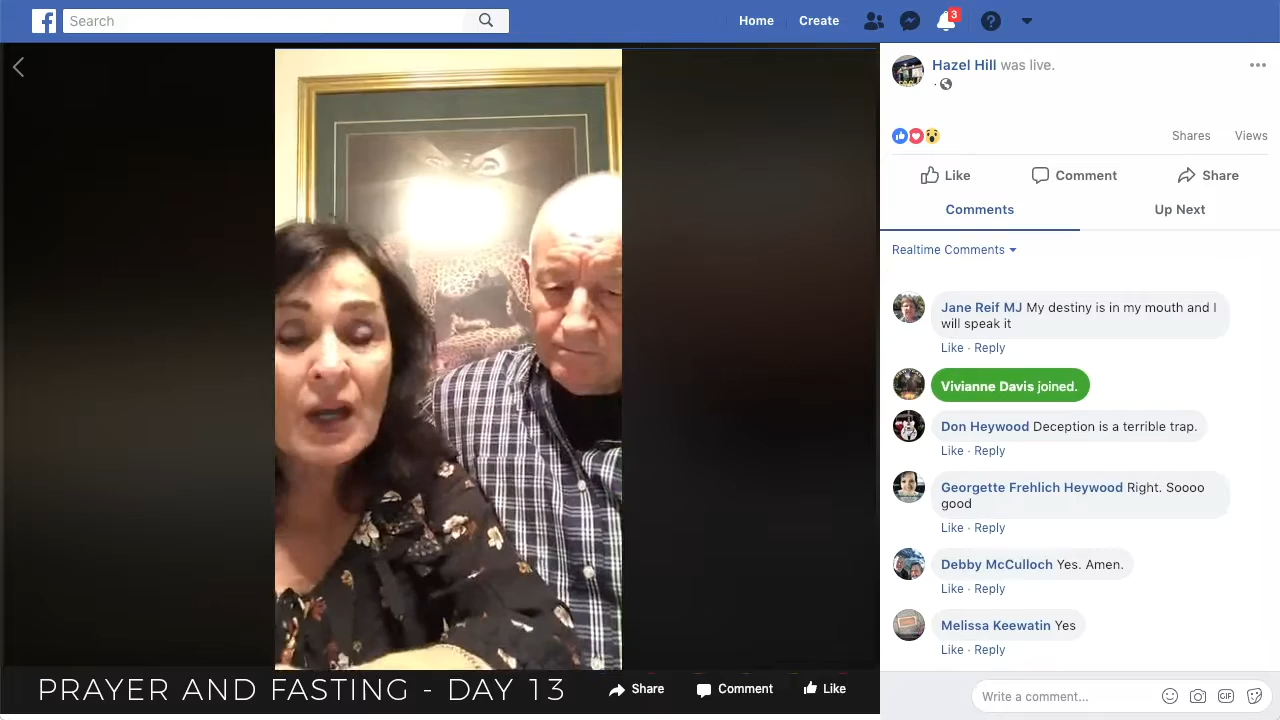 Search
Home
Create
3
Hazel Hill was live.
Shares
Views
Like
Comment
Share
Comments
Up Next
Realtime Comments
Jane Reif MJ My destiny is in my mouth and I
will speak it
Like · Reply
Vivianne Davis joined.
Don Heywood Deception is a terrible trap.
Like · Reply
Georgette Frehlich Heywood Right. Soooo
good
Like · Reply
Debby McCulloch Yes. Amen.
Like · Reply
Melissa Keewatin Yes
Like · Reply
PRAYER AND FASTING - DAY 13
Share
Comment
Like
Write a comment...
GIF